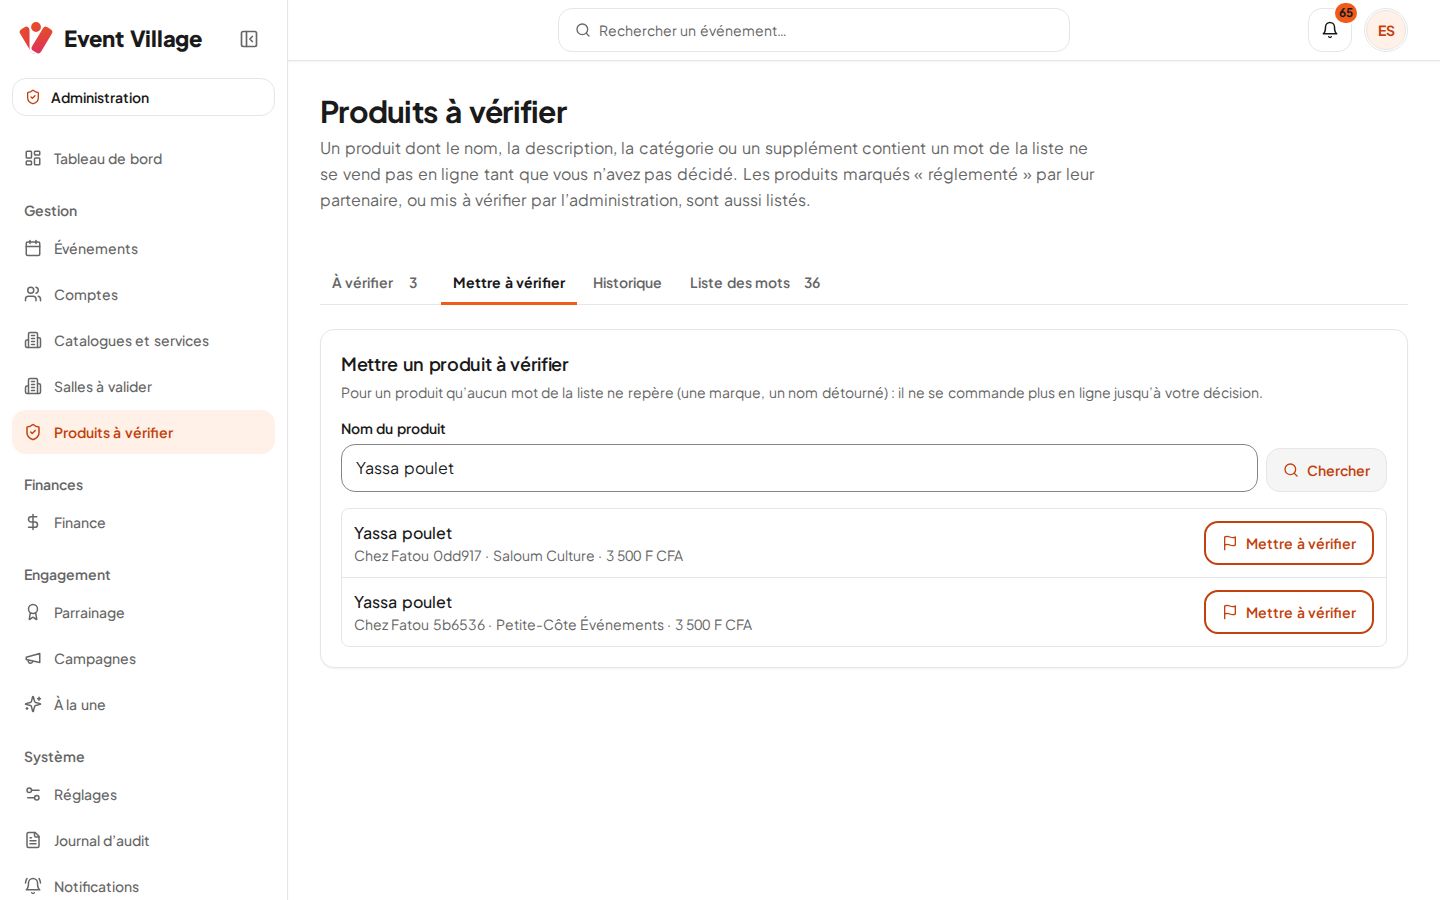 Event Village
Rechercher un événement...
65
ES
Administration
Tableau de bord
Gestion
Événements
Comptes
Catalogues et services
Salles à valider
Produits à vérifier
Finances
Finance
Engagement
Parrainage
Campagnes
À la une
Système
Réglages
Journal d'audit
Notifications
Produits à vérifier
Un produit dont le nom, la description, la catégorie ou un supplément contient un mot de la liste ne
se vend pas en ligne tant que vous n'avez pas décidé. Les produits marqués « réglementé » par leur
partenaire, ou mis à vérifier par l'administration, sont aussi listés.
À vérifier 3 Mettre à vérifier Historique Liste des mots 36
Mettre un produit à vérifier
Pour un produit qu'aucun mot de la liste ne repère (une marque, un nom détourné) : il ne se commande plus en ligne jusqu'à votre décision.
Nom du produit
Yassa poulet
Chercher
Yassa poulet
Chez Fatou 0dd917 · Saloum Culture · 3 500 F CFA
Mettre à vérifier
Yassa poulet
Chez Fatou 5b6536 · Petite-Côte Événements · 3 500 F CFA
Mettre à vérifier